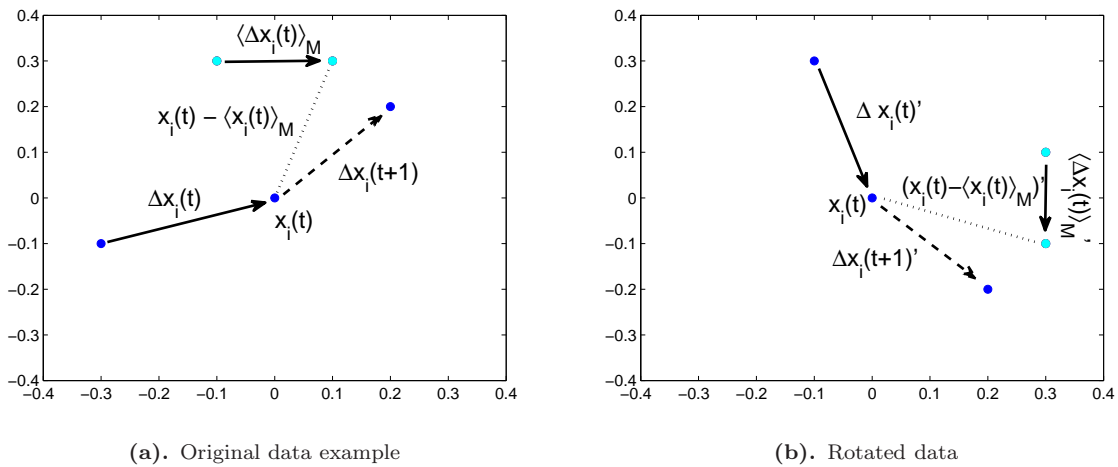 0.4
0.3
0.2
0.1
0
−0.1
−0.2
−0.3
−0.4
−0.4 −0.3 −0.2 −0.1 0 0.1 0.2 0.3 0.4
⟨Δx_i(t)⟩_M
x_i(t) − ⟨x_i(t)⟩_M
Δx_i(t+1)
Δx_i(t)
x_i(t)
(a). Original data example
0.4
0.3
0.2
0.1
0
−0.1
−0.2
−0.3
−0.4
−0.4 −0.3 −0.2 −0.1 0 0.1 0.2 0.3 0.4
Δ x_i(t)’
x_i(t)
(x_i(t)−⟨x_i(t)⟩_M)’
⟨Δx_i(t)⟩_M’
Δx_i(t+1)’
(b). Rotated data